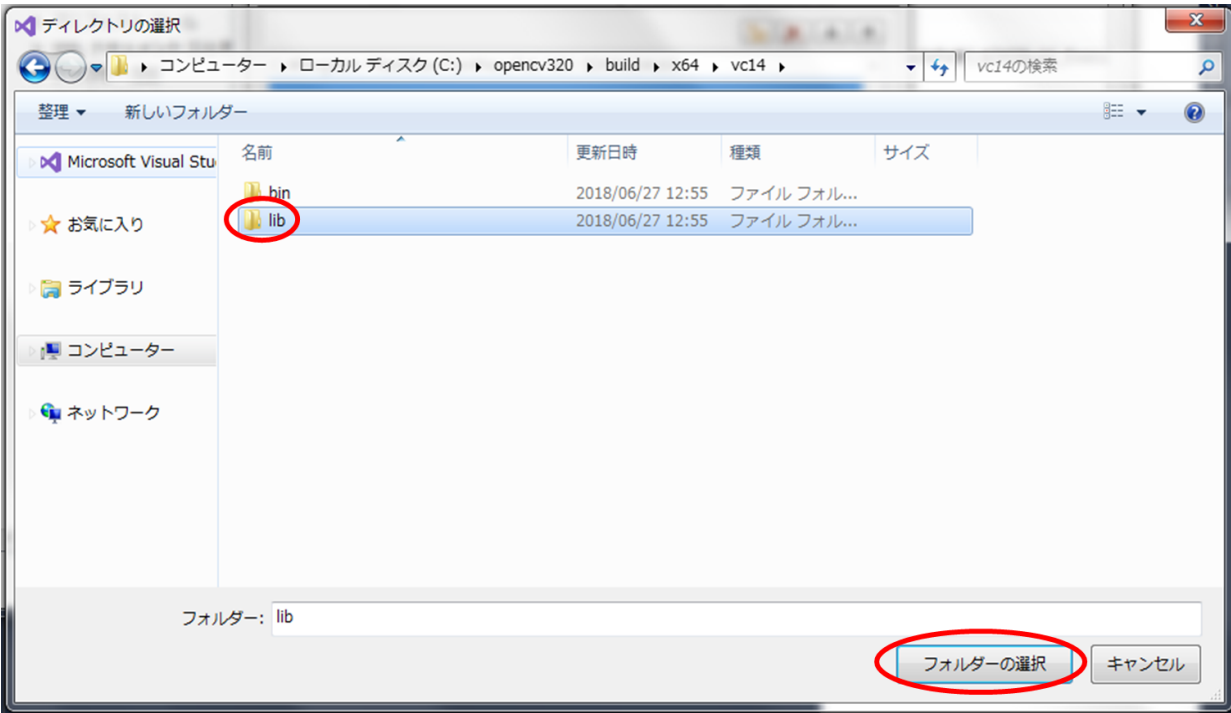 ディレクトリの選択
コンピューター ローカル ディスク (C:) opencv320 build x64 vc14
vc14の検索
整理 新しいフォルダー
Microsoft Visual Stu
お気に入り
ライブラリ
コンピューター
ネットワーク
名前 更新日時 種類 サイズ
bin 2018/06/27 12:55 ファイル フォル...
lib 2018/06/27 12:55 ファイル フォル...
フォルダー: lib
フォルダーの選択 キャンセル